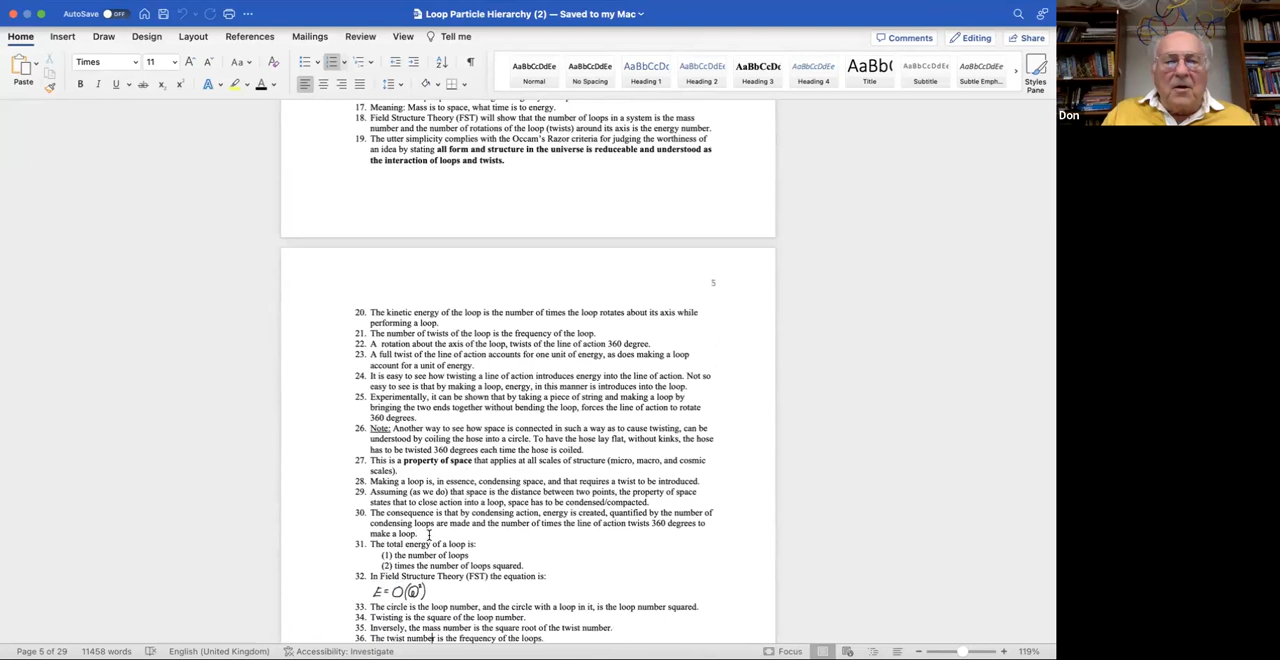 AutoSave OFF
Loop Particle Hierarchy (2) — Saved to my Mac
Home Insert Draw Design Layout References Mailings Review View Tell me
Comments Editing Share
Paste
Times 11
AaBbCcDdEe Normal
AaBbCcDdEe No Spacing
AaBbCcDdEe Heading 1
AaBbCcDdEe Heading 2
AaBbCcDdE Heading 3
AaBbCcDdEe Heading 4
AaBb( Title
AaBbCcDdEe Subtitle
AaBbCcDdEe Subtle Emph...
Styles Pane
Don
17. Meaning: Mass is to space, what time is to energy.
18. Field Structure Theory (FST) will show that the number of loops in a system is the mass
number and the number of rotations of the loop (twists) around its axis is the energy number.
19. The utter simplicity complies with the Occam's Razor criteria for judging the worthiness of
an idea by stating all form and structure in the universe is reduceable and understood as
the interaction of loops and twists.
5
20. The kinetic energy of the loop is the number of times the loop rotates about its axis while
performing a loop.
21. The number of twists of the loop is the frequency of the loop.
22. A rotation about the axis of the loop, twists of the line of action 360 degree.
23. A full twist of the line of action accounts for one unit of energy, as does making a loop
account for a unit of energy.
24. It is easy to see how twisting a line of action introduces energy into the line of action. Not so
easy to see is that by making a loop, energy, in this manner is introduces into the loop.
25. Experimentally, it can be shown that by taking a piece of string and making a loop by
bringing the two ends together without bending the loop, forces the line of action to rotate
360 degrees.
26. Note: Another way to see how space is connected in such a way as to cause twisting, can be
understood by coiling the hose into a circle. To have the hose lay flat, without kinks, the hose
has to be twisted 360 degrees each time the hose is coiled.
27. This is a property of space that applies at all scales of structure (micro, macro, and cosmic
scales).
28. Making a loop is, in essence, condensing space, and that requires a twist to be introduced.
29. Assuming (as we do) that space is the distance between two points, the property of space
states that to close action into a loop, space has to be condensed/compacted.
30. The consequence is that by condensing action, energy is created, quantified by the number of
condensing loops are made and the number of times the line of action twists 360 degrees to
make a loop.
31. The total energy of a loop is:
(1) the number of loops
(2) times the number of loops squared.
32. In Field Structure Theory (FST) the equation is:
33. The circle is the loop number, and the circle with a loop in it, is the loop number squared.
34. Twisting is the square of the loop number.
35. Inversely, the mass number is the square root of the twist number.
36. The twist number is the frequency of the loops.
Page 5 of 29 11458 words English (United Kingdom) Accessibility: Investigate Focus 119%